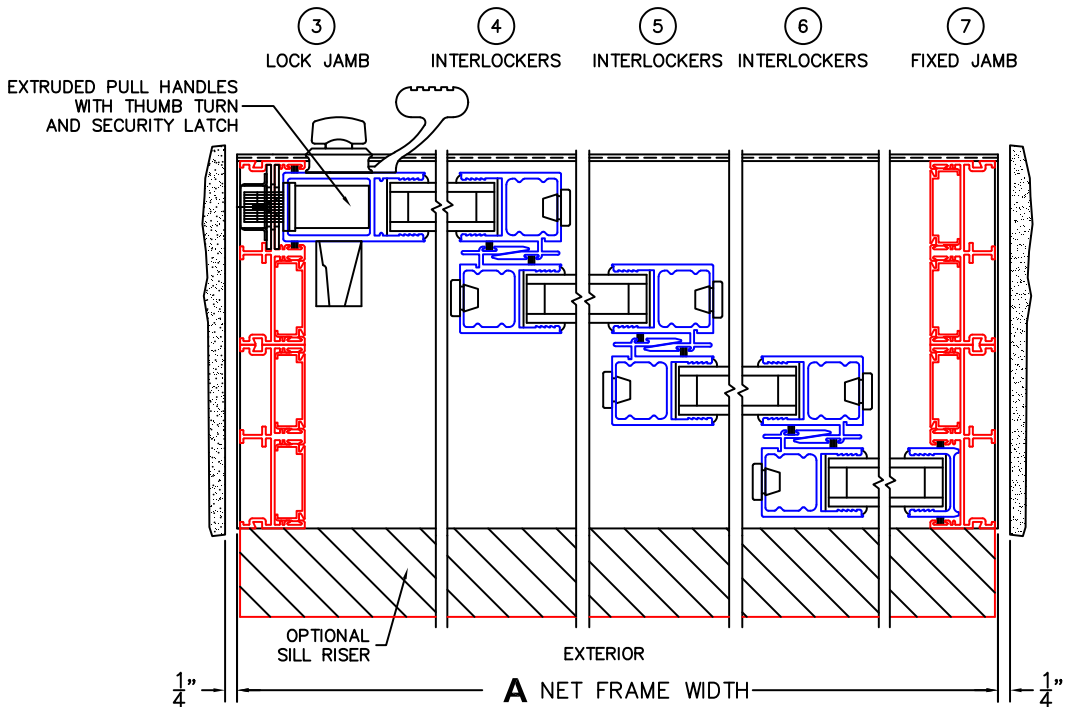 3
LOCK JAMB
4
INTERLOCKERS
5
INTERLOCKERS
6
INTERLOCKERS
7
FIXED JAMB
EXTRUDED PULL HANDLES
WITH THUMB TURN
AND SECURITY LATCH
OPTIONAL
SILL RISER
EXTERIOR
1/4"
A NET FRAME WIDTH
1/4"